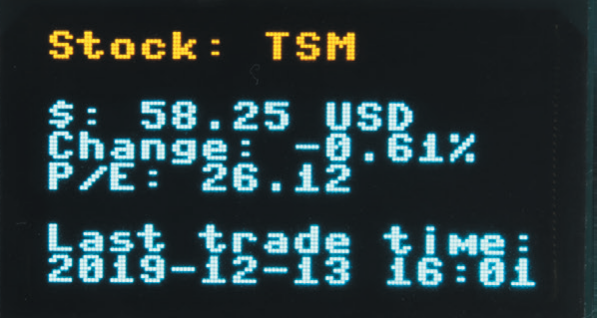 Stock: TSM
$: 58.25 USD
Change: -0.61%
P/E: 26.12
Last trade time:
2019-12-13 16:01